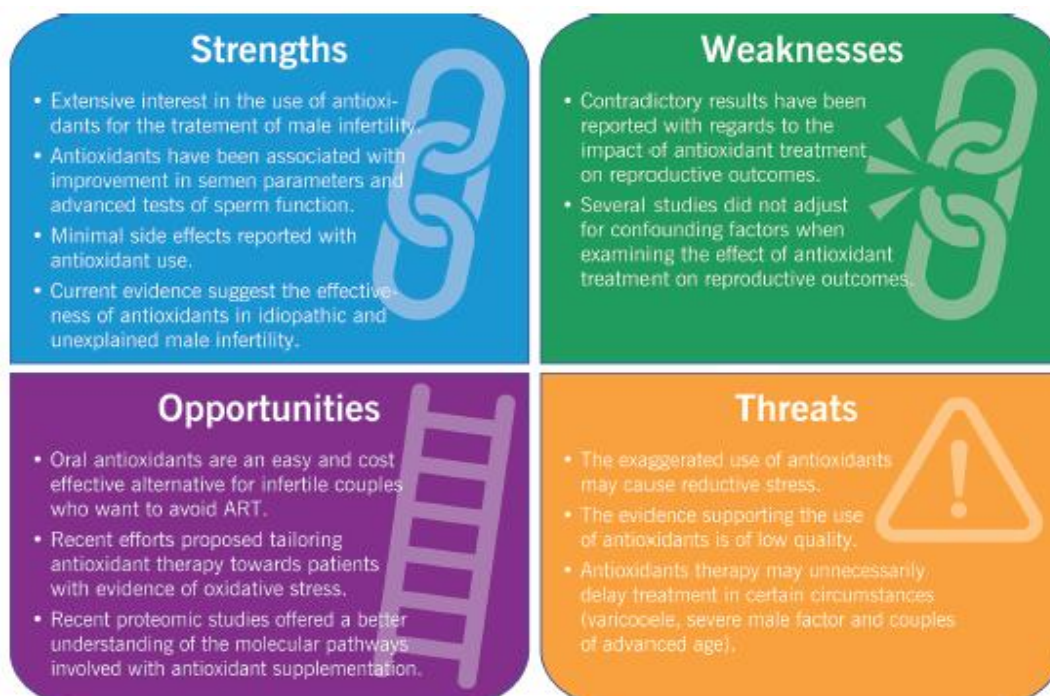 Strengths
• Extensive interest in the use of antioxi-
dants for the tratement of male infertility.
• Antioxidants have been associated with
improvement in semen parameters and
advanced tests of sperm function.
• Minimal side effects reported with
antioxidant use.
• Current evidence suggest the effective-
ness of antioxidants in idiopathic and
unexplained male infertility.
Weaknesses
• Contradictory results have been
reported with regards to the
impact of antioxidant treatment
on reproductive outcomes.
• Several studies did not adjust
for confounding factors when
examining the effect of antioxidant
treatment on reproductive outcomes.
Opportunities
• Oral antioxidants are an easy and cost
effective alternative for infertile couples
who want to avoid ART.
• Recent efforts proposed tailoring
antioxidant therapy towards patients
with evidence of oxidative stress.
• Recent proteomic studies offered a better
understanding of the molecular pathways
involved with antioxidant supplementation.
Threats
• The exaggerated use of antioxidants
may cause reductive stress.
• The evidence supporting the use
of antioxidants is of low quality.
• Antioxidants therapy may unnecessarily
delay treatment in certain circumstances
(varicocele, severe male factor and couples
of advanced age).